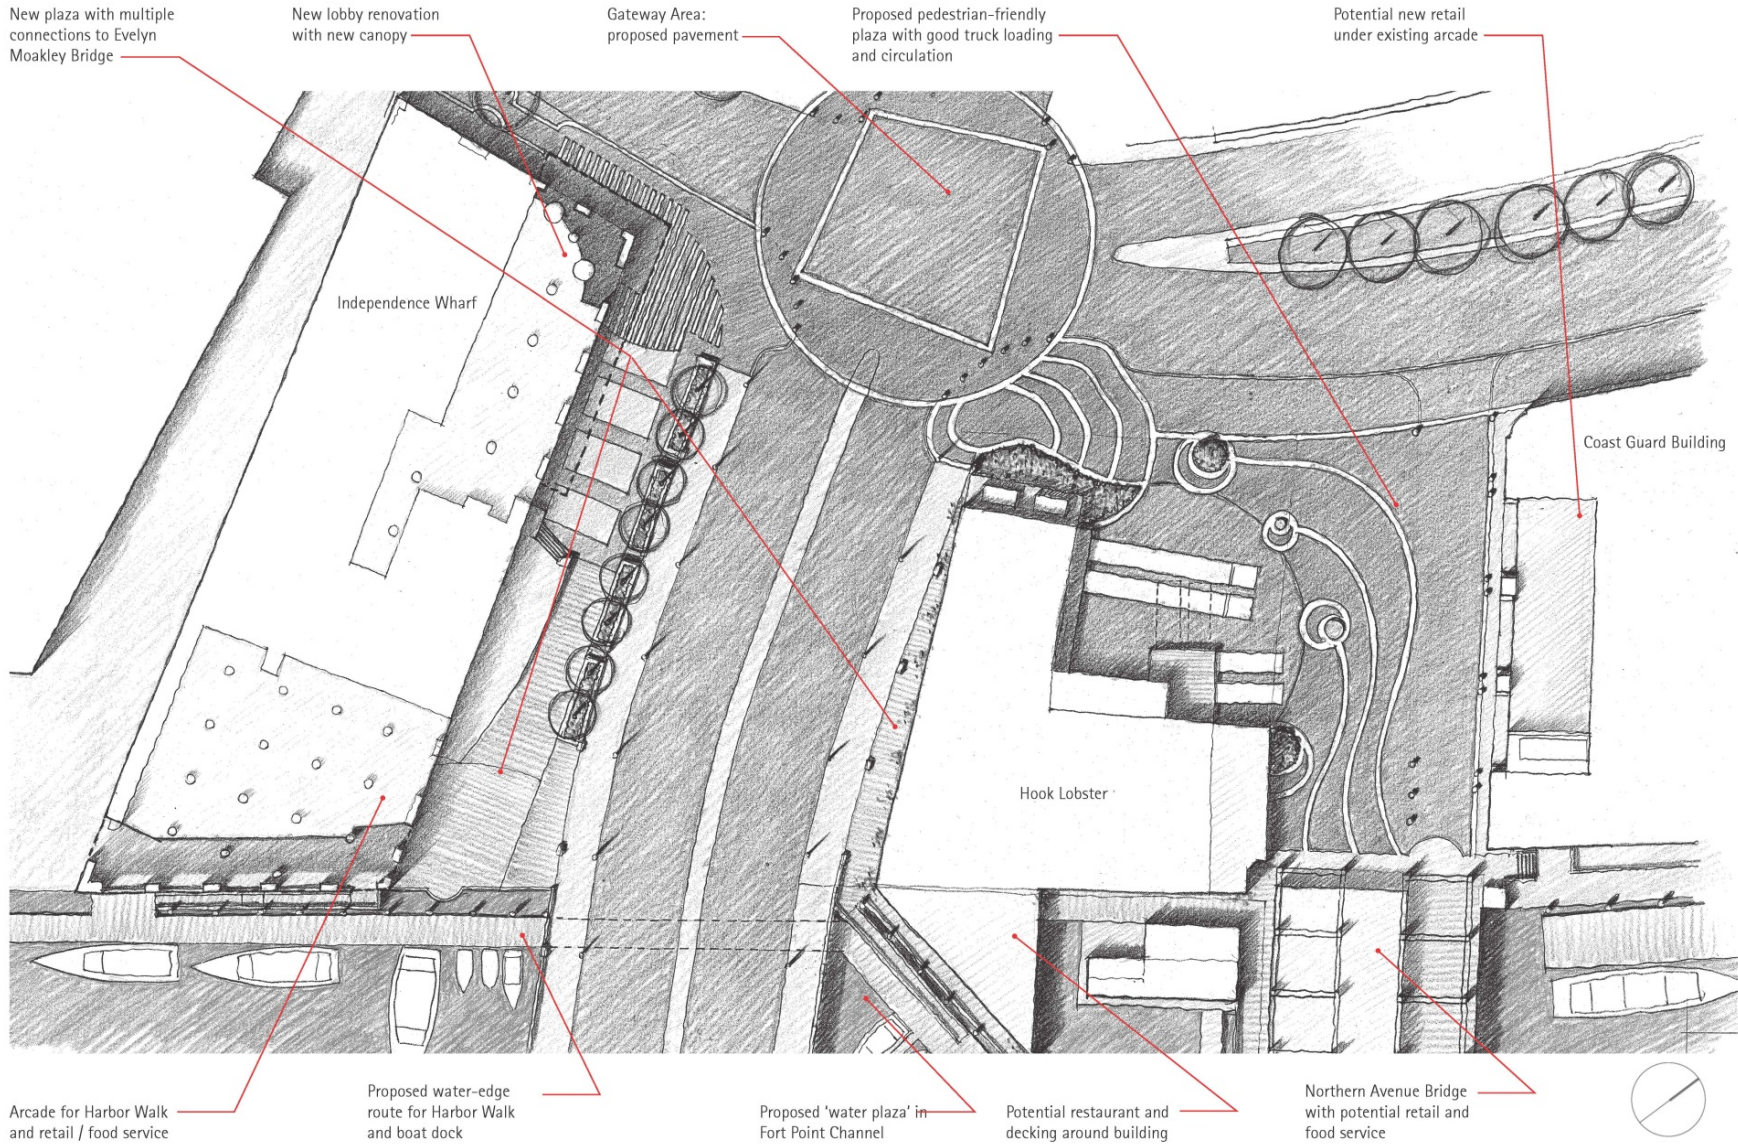 New plaza with multiple
connections to Evelyn
Moakley Bridge
New lobby renovation
with new canopy
Gateway Area:
proposed pavement
Proposed pedestrian-friendly
plaza with good truck loading
and circulation
Potential new retail
under existing arcade
Independence Wharf
Coast Guard Building
Hook Lobster
Arcade for Harbor Walk
and retail / food service
Proposed water-edge
route for Harbor Walk
and boat dock
Proposed 'water plaza' in
Fort Point Channel
Potential restaurant and
decking around building
Northern Avenue Bridge
with potential retail and
food service